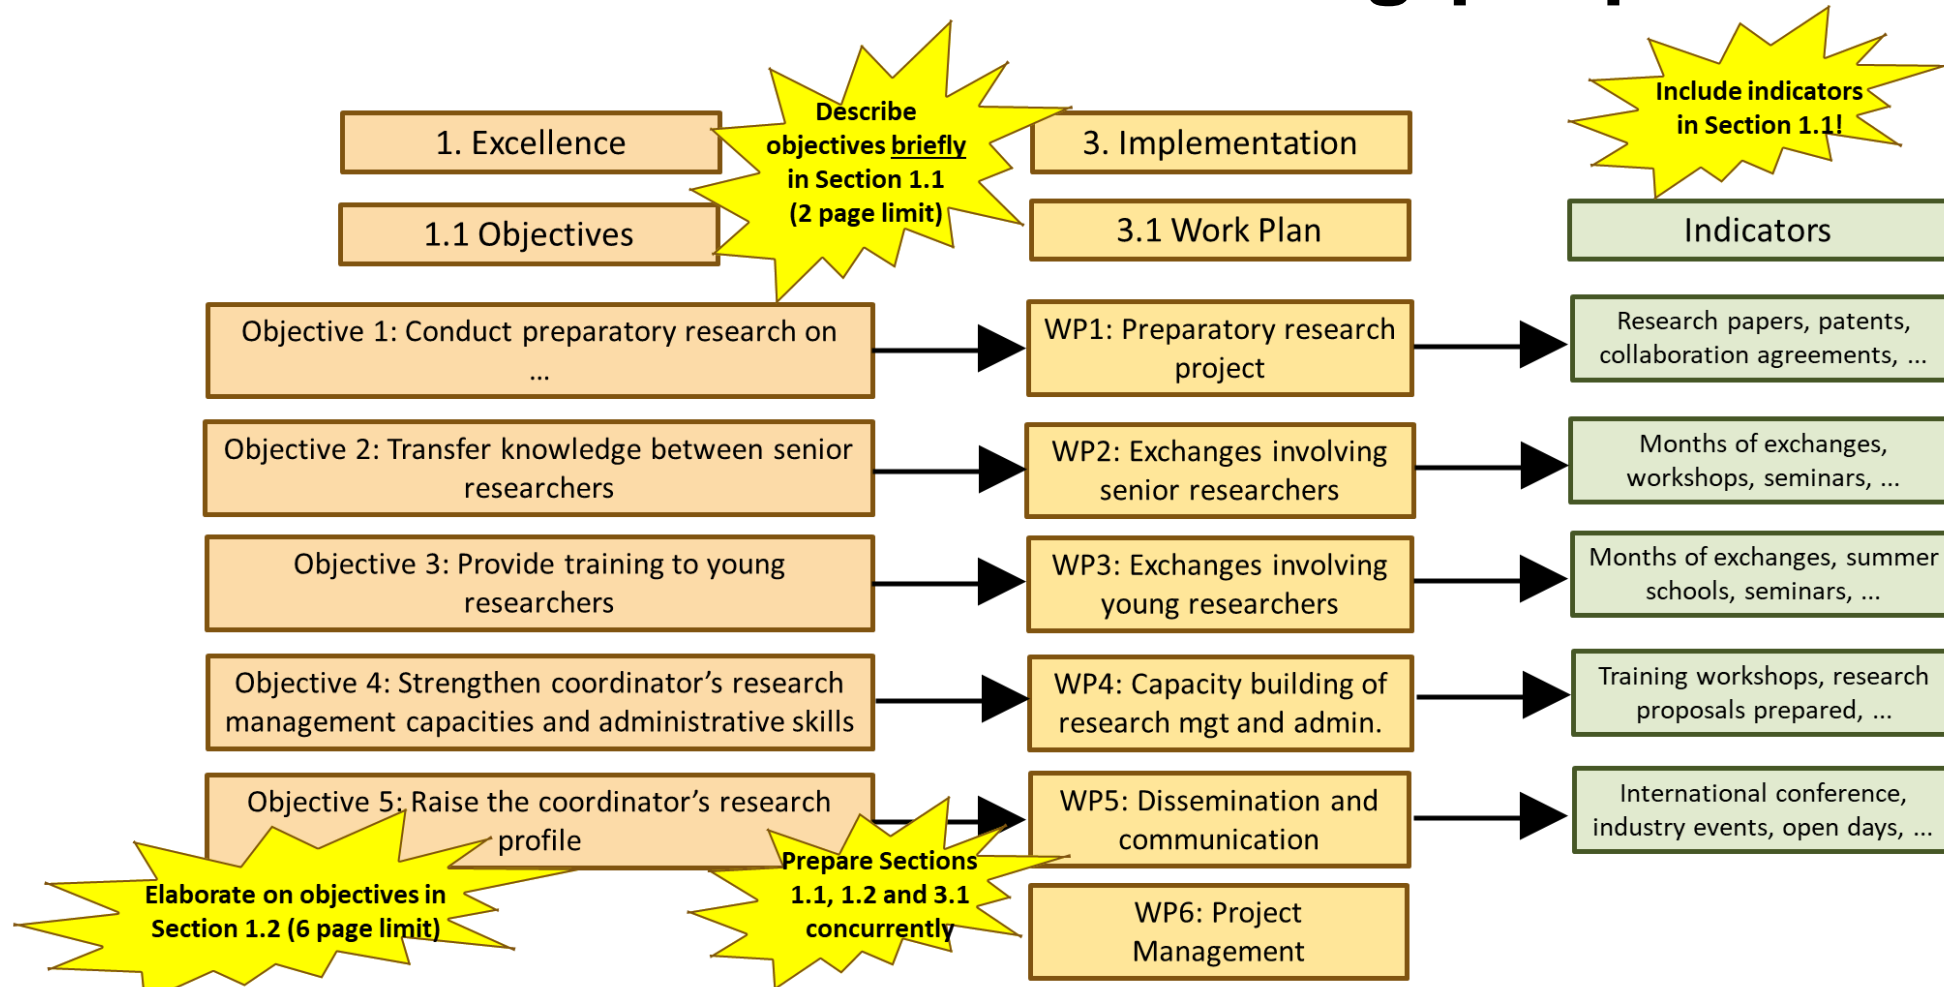 1. Excellence
Describe
objectives briefly
in Section 1.1
(2 page limit)
3. Implementation
Include indicators
in Section 1.1!
1.1 Objectives
3.1 Work Plan
Indicators
Objective 1: Conduct preparatory research on
...
WP1: Preparatory research
project
Research papers, patents,
collaboration agreements, ...
Objective 2: Transfer knowledge between senior
researchers
WP2: Exchanges involving
senior researchers
Months of exchanges,
workshops, seminars, ...
Objective 3: Provide training to young
researchers
WP3: Exchanges involving
young researchers
Months of exchanges, summer
schools, seminars, ...
Objective 4: Strengthen coordinator’s research
management capacities and administrative skills
WP4: Capacity building of
research mgt and admin.
Training workshops, research
proposals prepared, ...
Objective 5: Raise the coordinator’s research
profile
WP5: Dissemination and
communication
International conference,
industry events, open days, ...
Elaborate on objectives in
Section 1.2 (6 page limit)
Prepare Sections
1.1, 1.2 and 3.1
concurrently
WP6: Project
Management